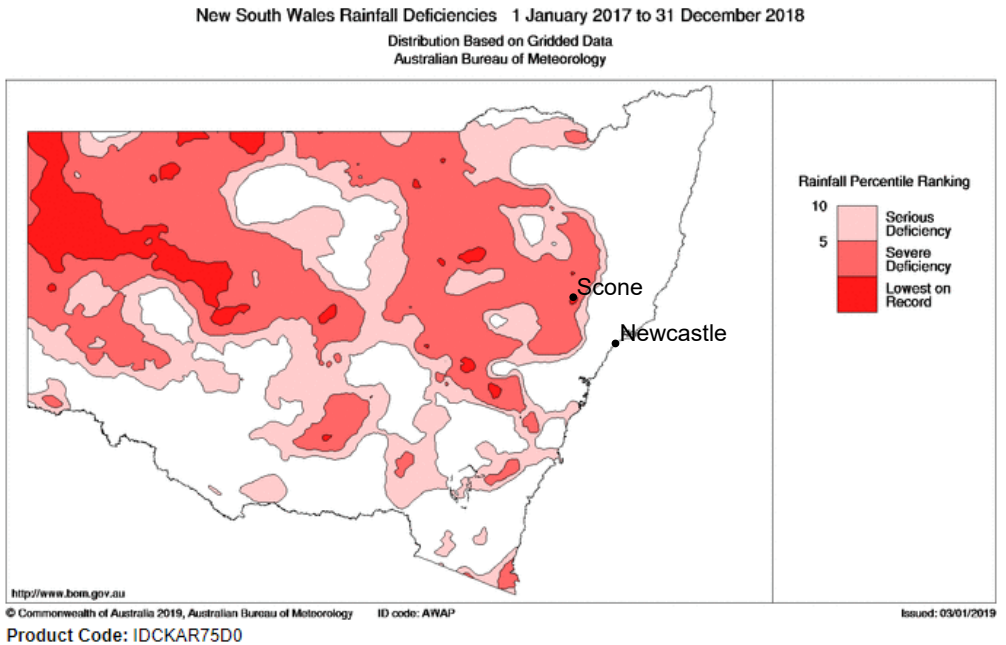 New South Wales Rainfall Deficiencies 1 January 2017 to 31 December 2018
Distribution Based on Gridded Data
Australian Bureau of Meteorology
Rainfall Percentile Ranking
10
Serious
Deficiency
5
Severe
Deficiency
Lowest on
Record
Scone
Newcastle
http://www.bom.gov.au
© Commonwealth of Australia 2019, Australian Bureau of Meteorology ID code: AWAP Issued: 03/01/2019
Product Code: IDCKAR75D0